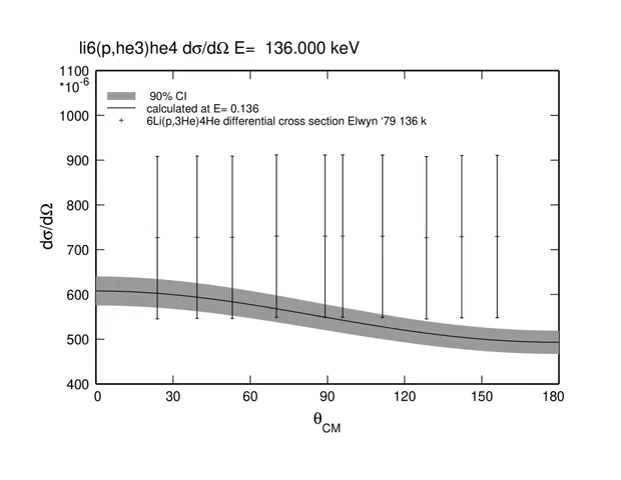 li6(p,he3)he4 dσ/dΩ E=  136.000 keV
1100
*10-6
90% CI
calculated at E= 0.136
6Li(p,3He)4He differential cross section Elwyn '79 136 k
1000
900
800
700
600
500
400
dσ/dΩ
0 30 60 90 120 150 180
θCM